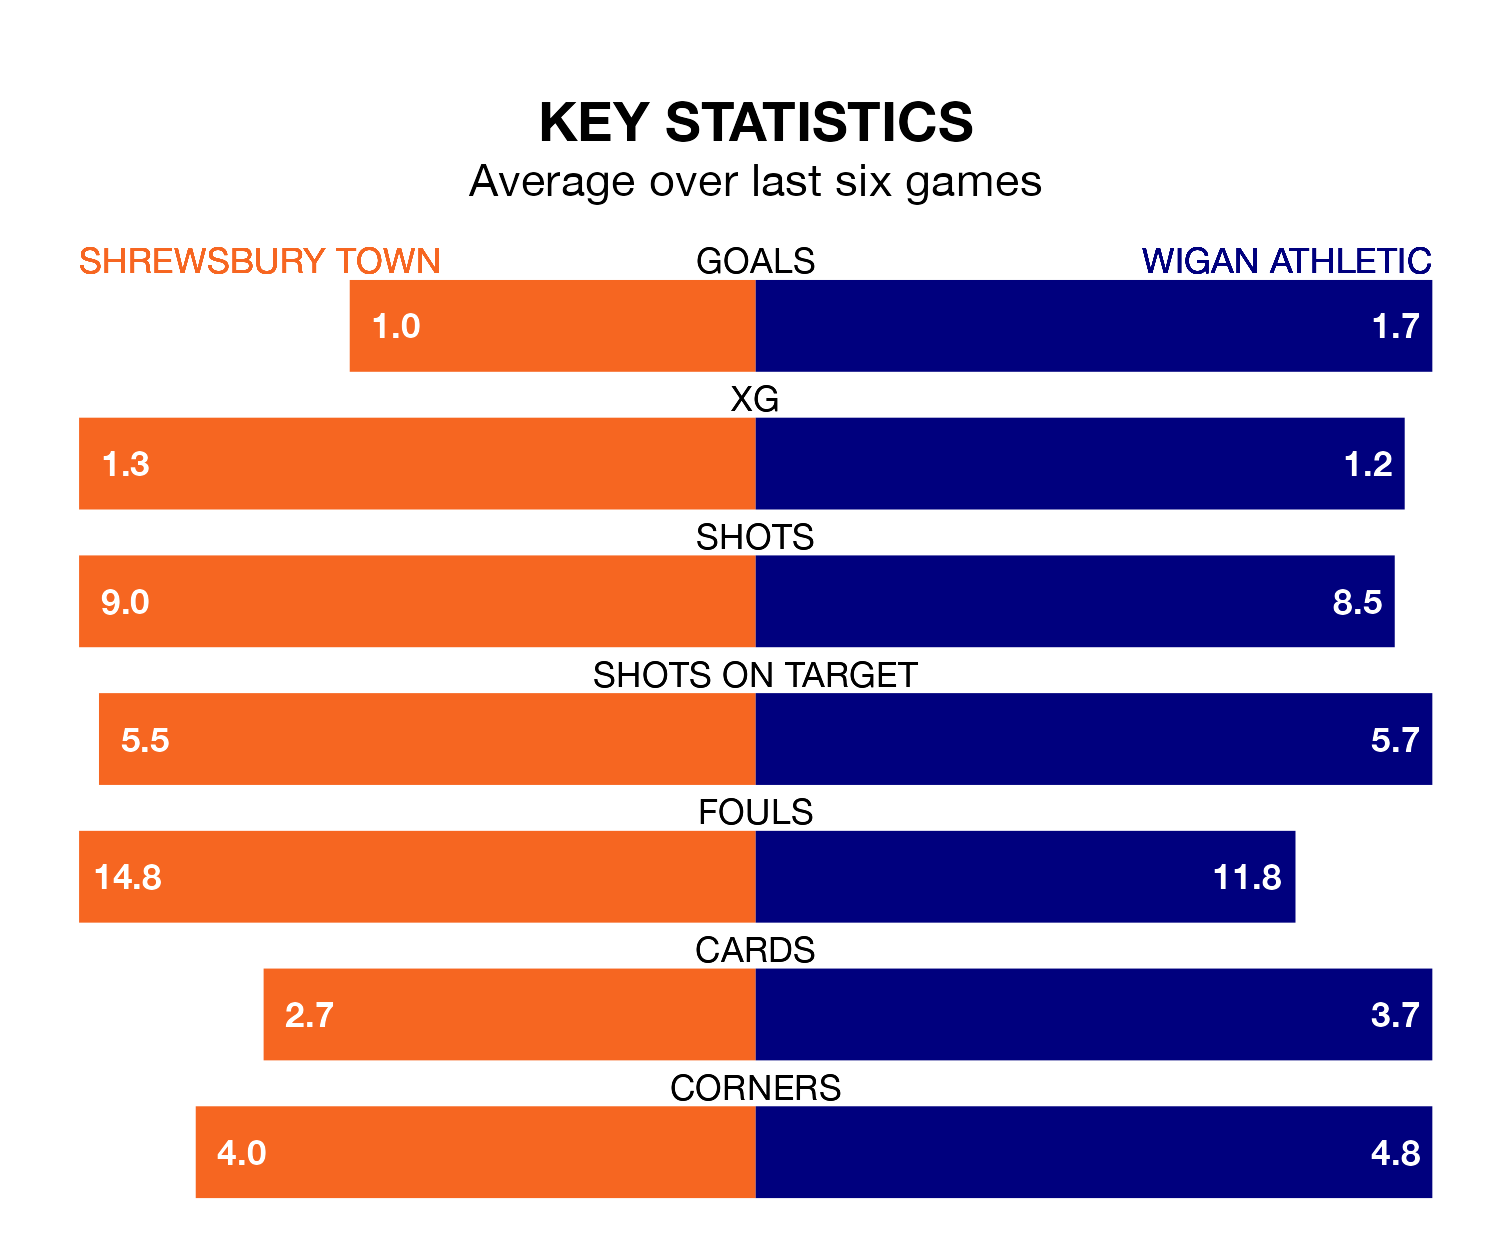 KEY STATISTICS
Average over last six games
SHREWSBURY TOWN GOALS WIGAN ATHLETIC
1.0 1.7
XG
1.3 1.2
SHOTS
9.0 8.5
SHOTS ON TARGET
5.5 5.7
FOULS
14.8 11.8
CARDS
2.7 3.7
CORNERS
4.0 4.8